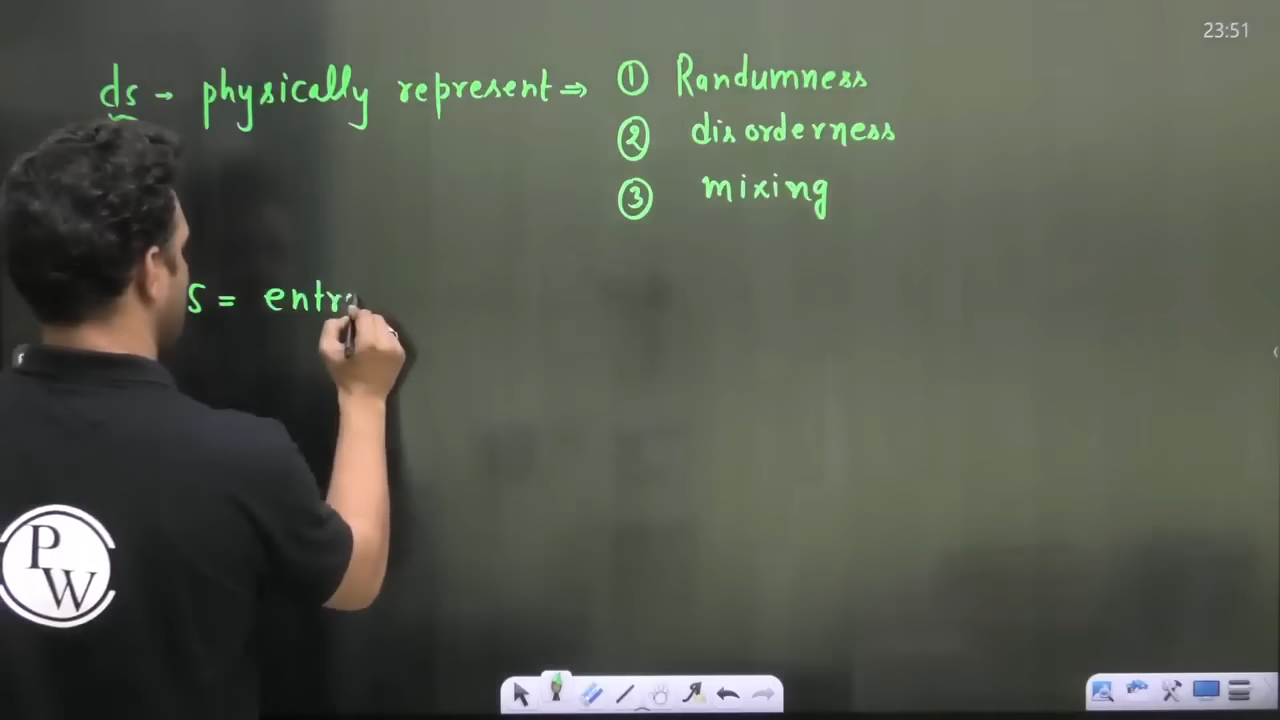 23:51
ds → physically represent ⇒ ① Randumness
② disorderness
③ mixing
s = entr
PW